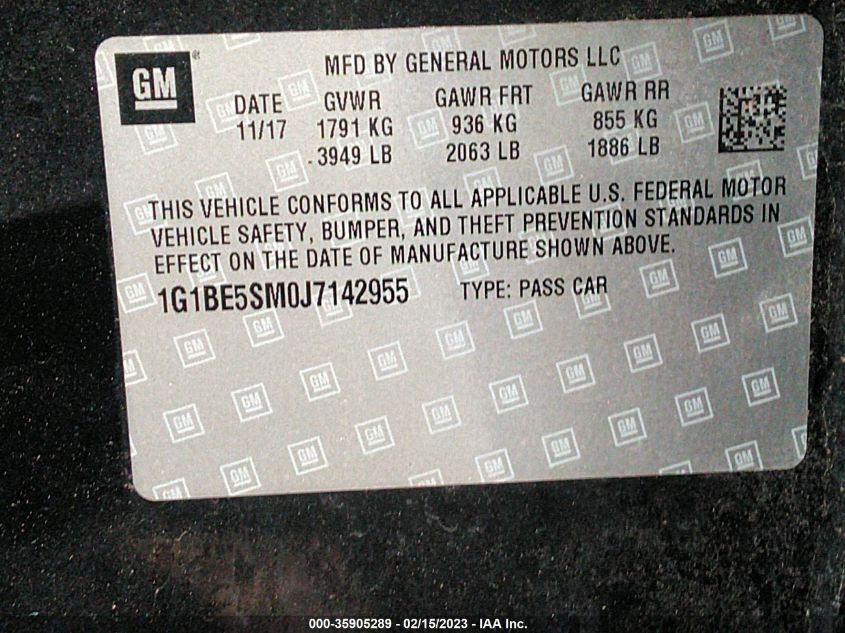 GM
MFD BY GENERAL MOTORS LLC
DATE GVWR GAWR FRT GAWR RR
11/17 1791 KG 936 KG 855 KG
3949 LB 2063 LB 1886 LB
THIS VEHICLE CONFORMS TO ALL APPLICABLE U.S. FEDERAL MOTOR
VEHICLE SAFETY, BUMPER, AND THEFT PREVENTION STANDARDS IN
EFFECT ON THE DATE OF MANUFACTURE SHOWN ABOVE.
1G1BE5SM0J7142955 TYPE: PASS CAR
000-35905289 - 02/15/2023 - IAA Inc.